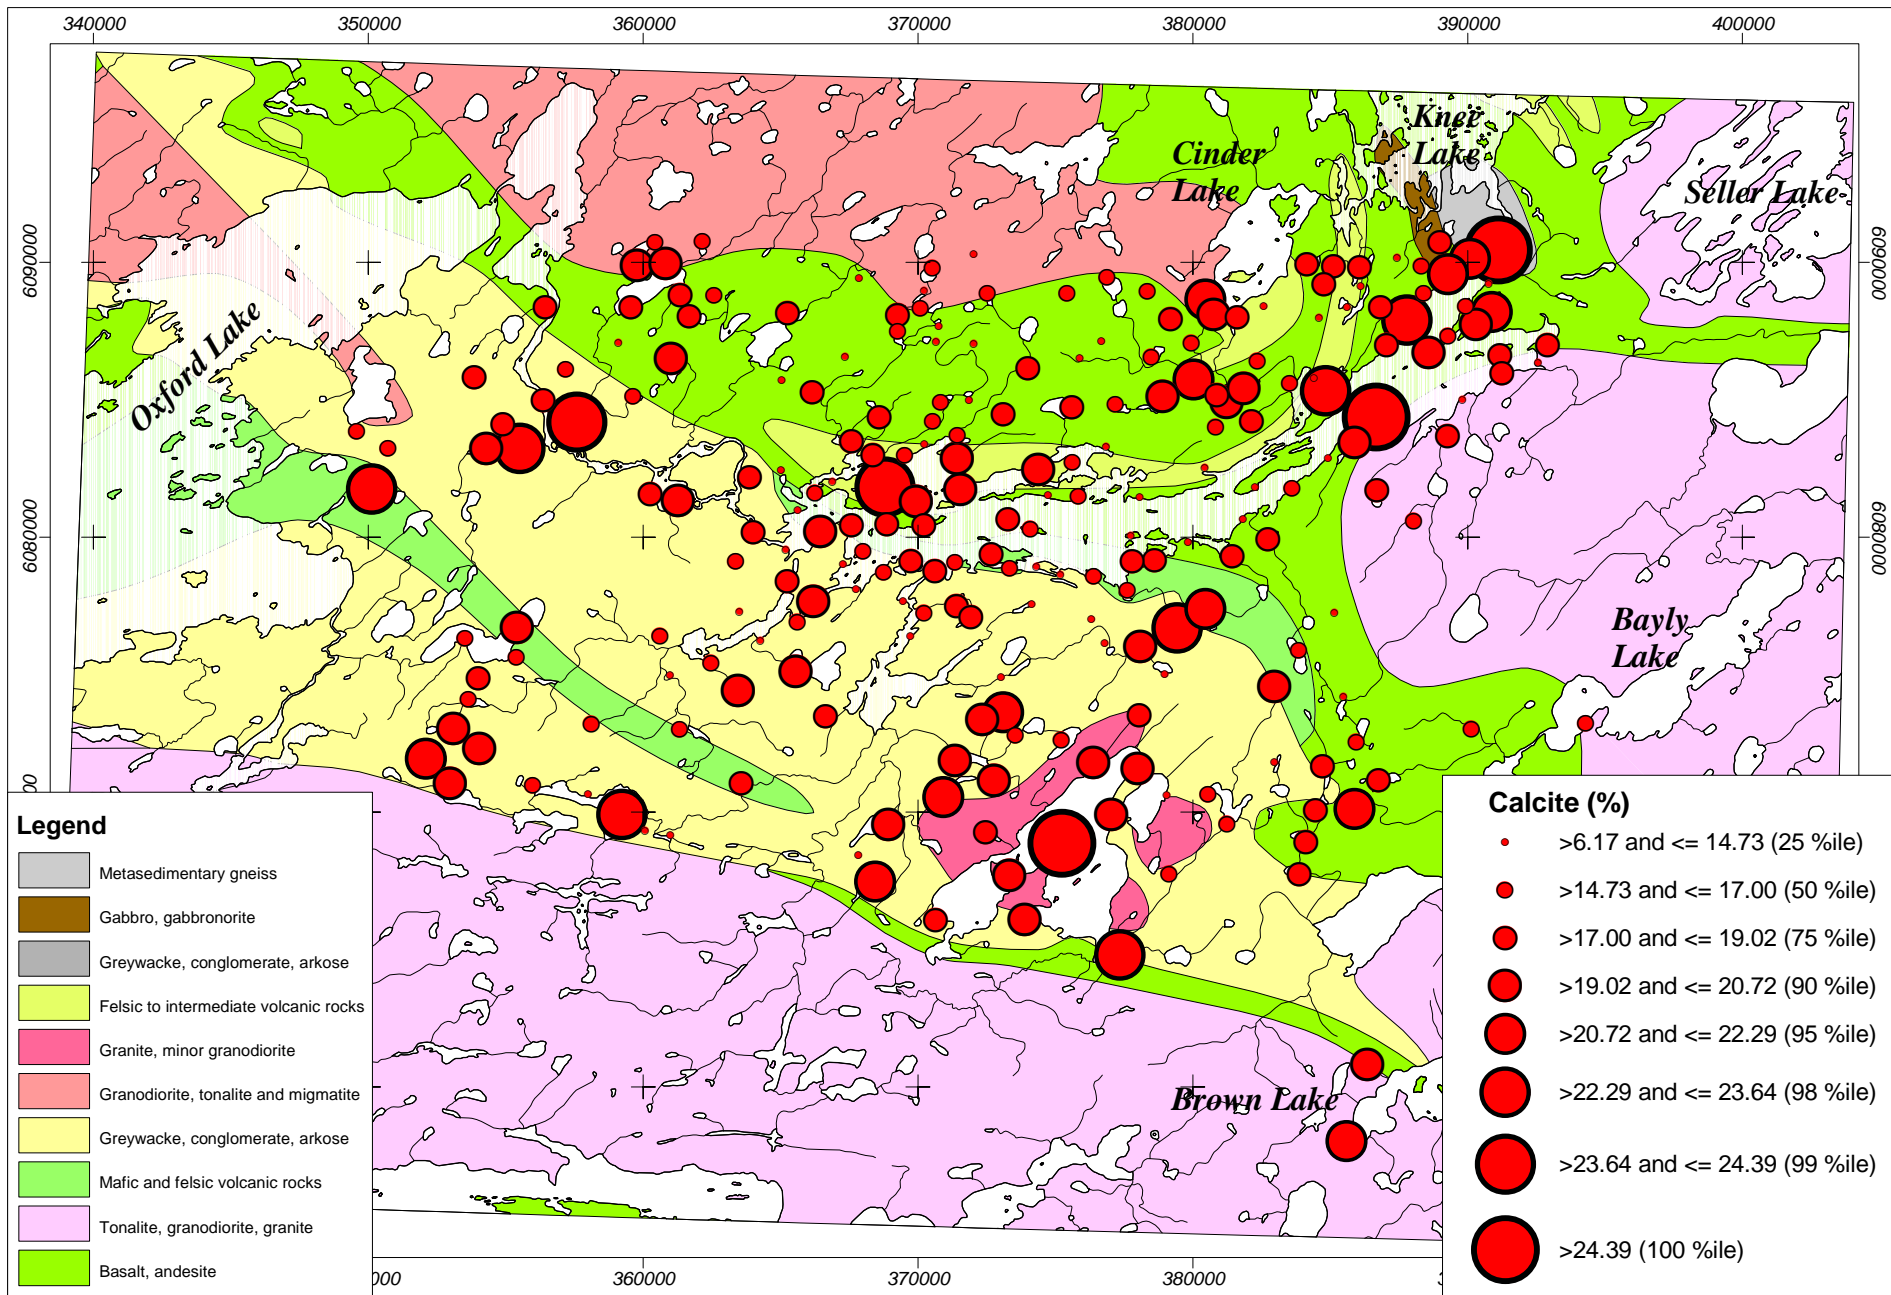 340000 350000 360000 370000 380000 390000 400000
Knee
Lake
Cinder
Lake
Seller Lake
6090000
6090000
Oxford Lake
6080000
6080000
Bayly
Lake
Brown Lake
Legend
Metasedimentary gneiss
Gabbro, gabbronorite
Greywacke, conglomerate, arkose
Felsic to intermediate volcanic rocks
Granite, minor granodiorite
Granodiorite, tonalite and migmatite
Greywacke, conglomerate, arkose
Mafic and felsic volcanic rocks
Tonalite, granodiorite, granite
Basalt, andesite
Calcite (%)
>6.17 and <= 14.73 (25 %ile)
>14.73 and <= 17.00 (50 %ile)
>17.00 and <= 19.02 (75 %ile)
>19.02 and <= 20.72 (90 %ile)
>20.72 and <= 22.29 (95 %ile)
>22.29 and <= 23.64 (98 %ile)
>23.64 and <= 24.39 (99 %ile)
>24.39 (100 %ile)
360000 370000 380000